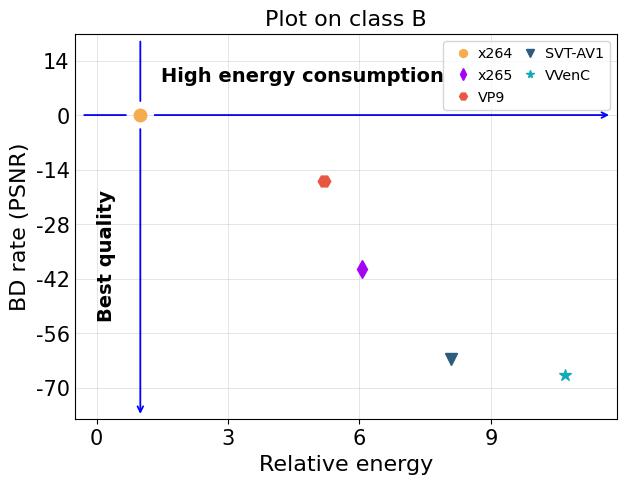 Plot on class B
14
0
-14
-28
-42
-56
-70
BD rate (PSNR)
High energy consumption
Best quality
x264
x265
VP9
SVT-AV1
VVenC
0
3
6
9
Relative energy